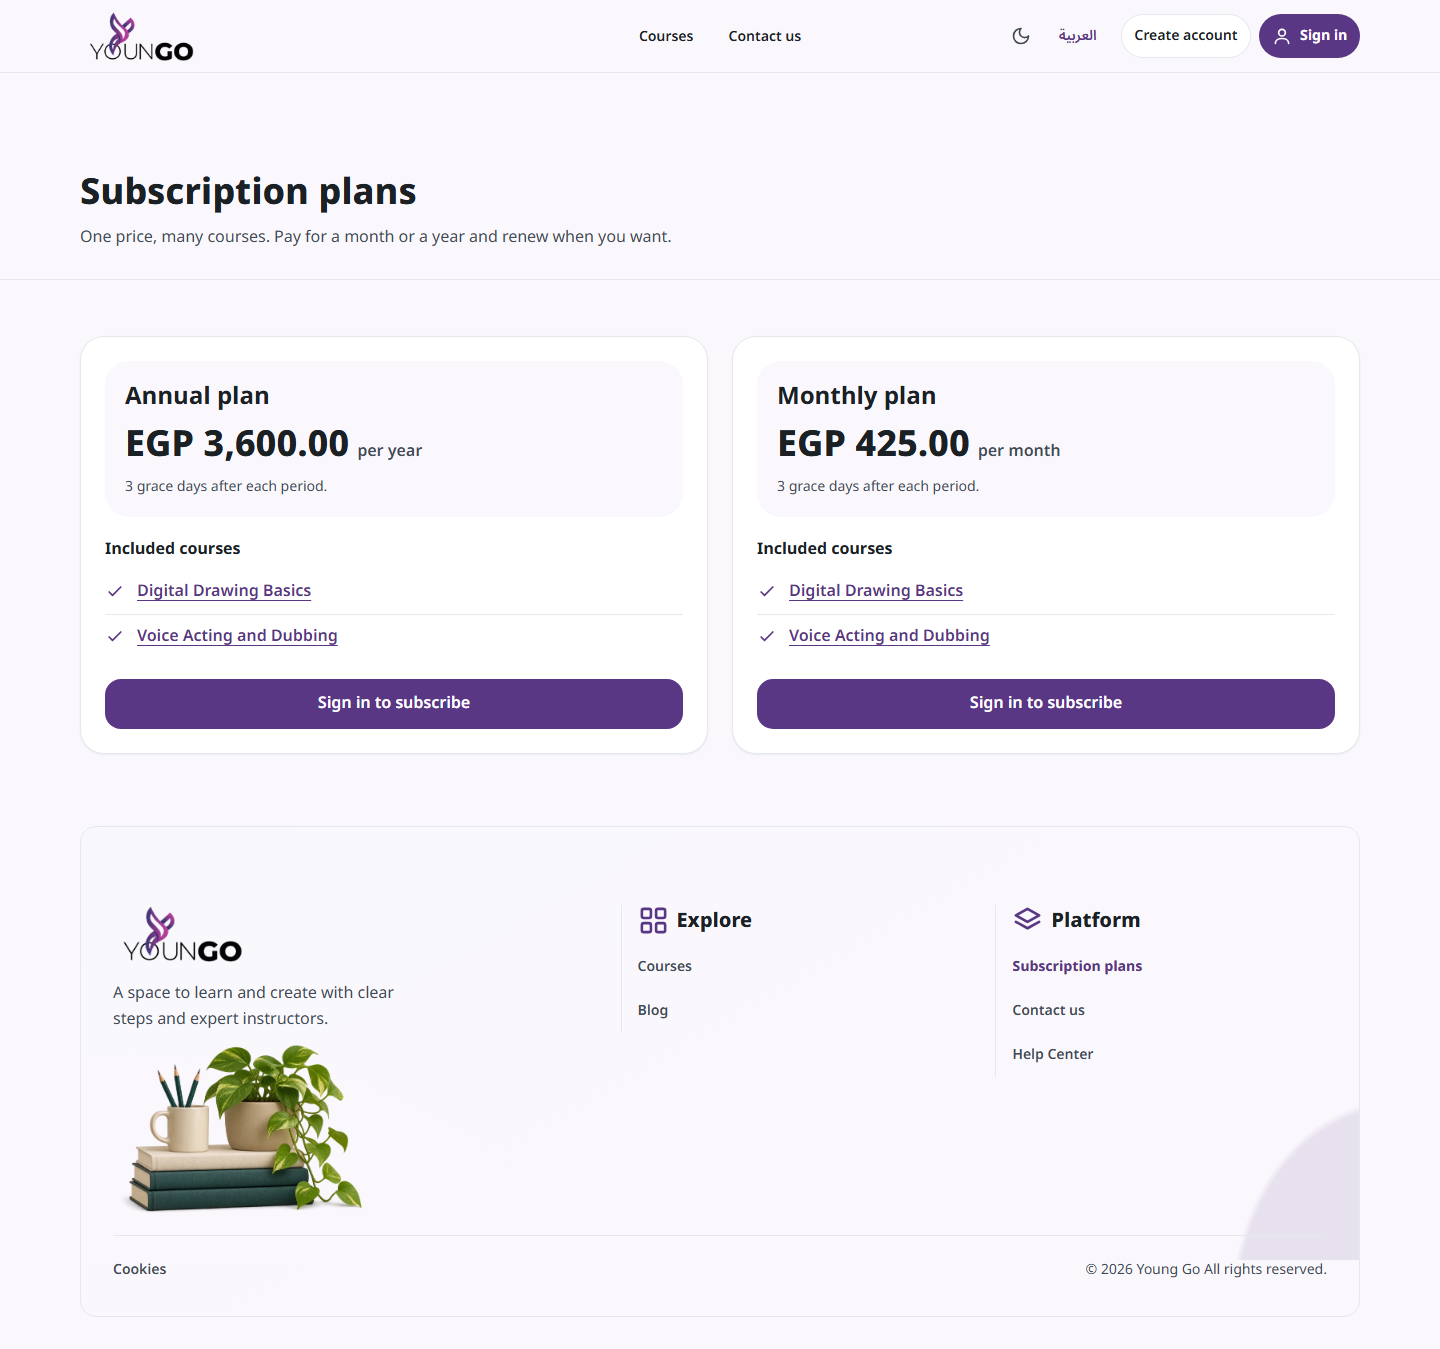 YOUNGO
Courses
Contact us
العربية
Create account
Sign in
Subscription plans
One price, many courses. Pay for a month or a year and renew when you want.
Annual plan
EGP 3,600.00 per year
3 grace days after each period.
Included courses
Digital Drawing Basics
Voice Acting and Dubbing
Sign in to subscribe
Monthly plan
EGP 425.00 per month
3 grace days after each period.
Included courses
Digital Drawing Basics
Voice Acting and Dubbing
Sign in to subscribe
YOUNGO
A space to learn and create with clear
steps and expert instructors.
Explore
Courses
Blog
Platform
Subscription plans
Contact us
Help Center
Cookies
© 2026 Young Go All rights reserved.